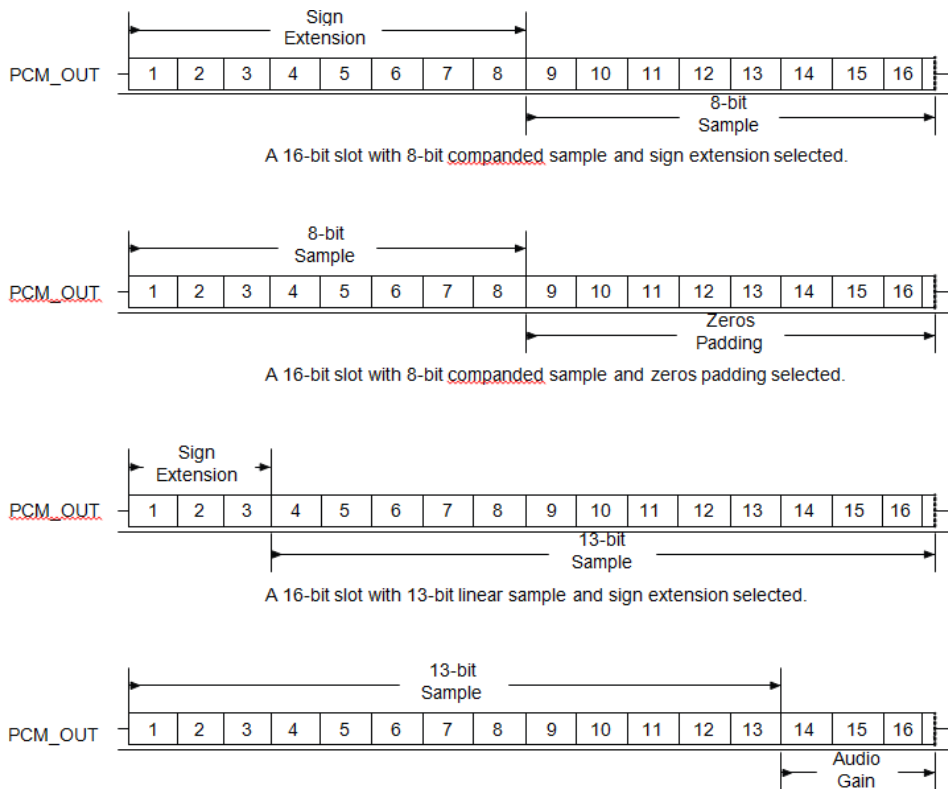 Sign
Extension
PCM_OUT 1 2 3 4 5 6 7 8 9 10 11 12 13 14 15 16
8-bit
Sample
A 16-bit slot with 8-bit companded sample and sign extension selected.
8-bit
Sample
PCM_OUT 1 2 3 4 5 6 7 8 9 10 11 12 13 14 15 16
Zeros
Padding
A 16-bit slot with 8-bit companded sample and zeros padding selected.
Sign
Extension
PCM_OUT 1 2 3 4 5 6 7 8 9 10 11 12 13 14 15 16
13-bit
Sample
A 16-bit slot with 13-bit linear sample and sign extension selected.
13-bit
Sample
PCM_OUT 1 2 3 4 5 6 7 8 9 10 11 12 13 14 15 16
Audio
Gain